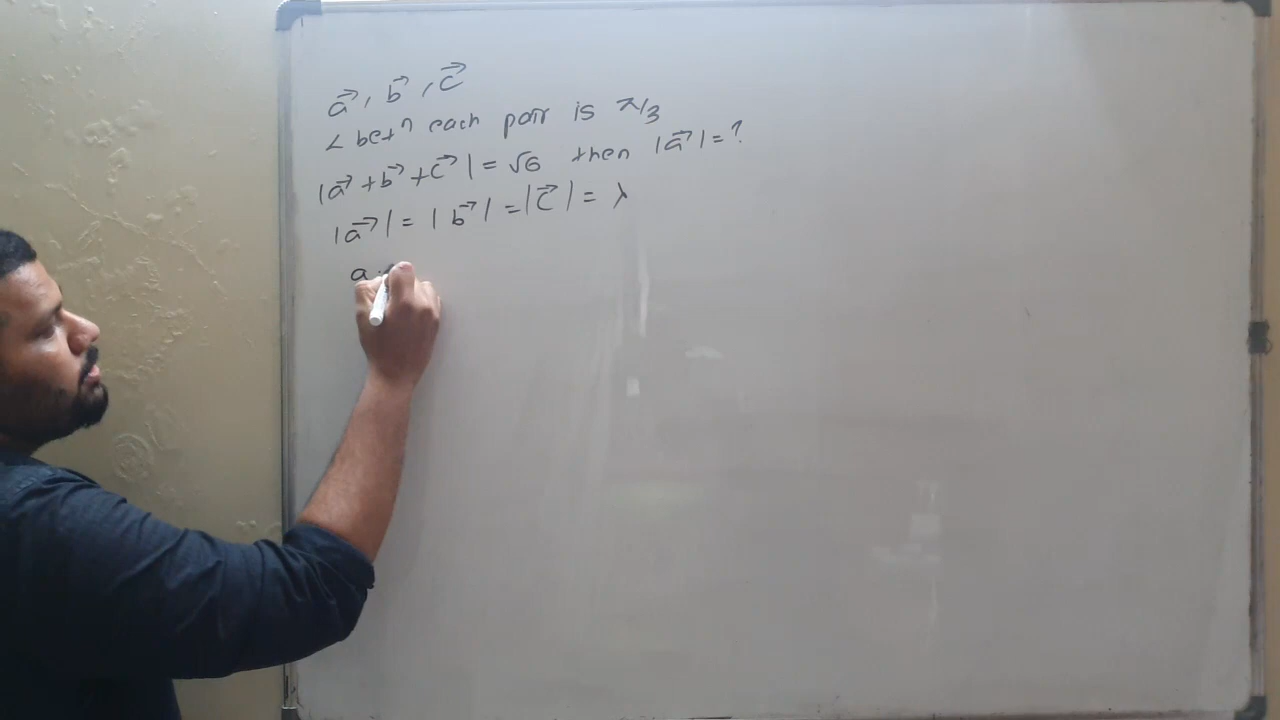 a⃗, b⃗, c⃗
< betⁿ each pair is π/3
|a⃗ + b⃗ + c⃗| = √6 then |a⃗| = ?
|a⃗| = |b⃗| = |c⃗| = λ
a.